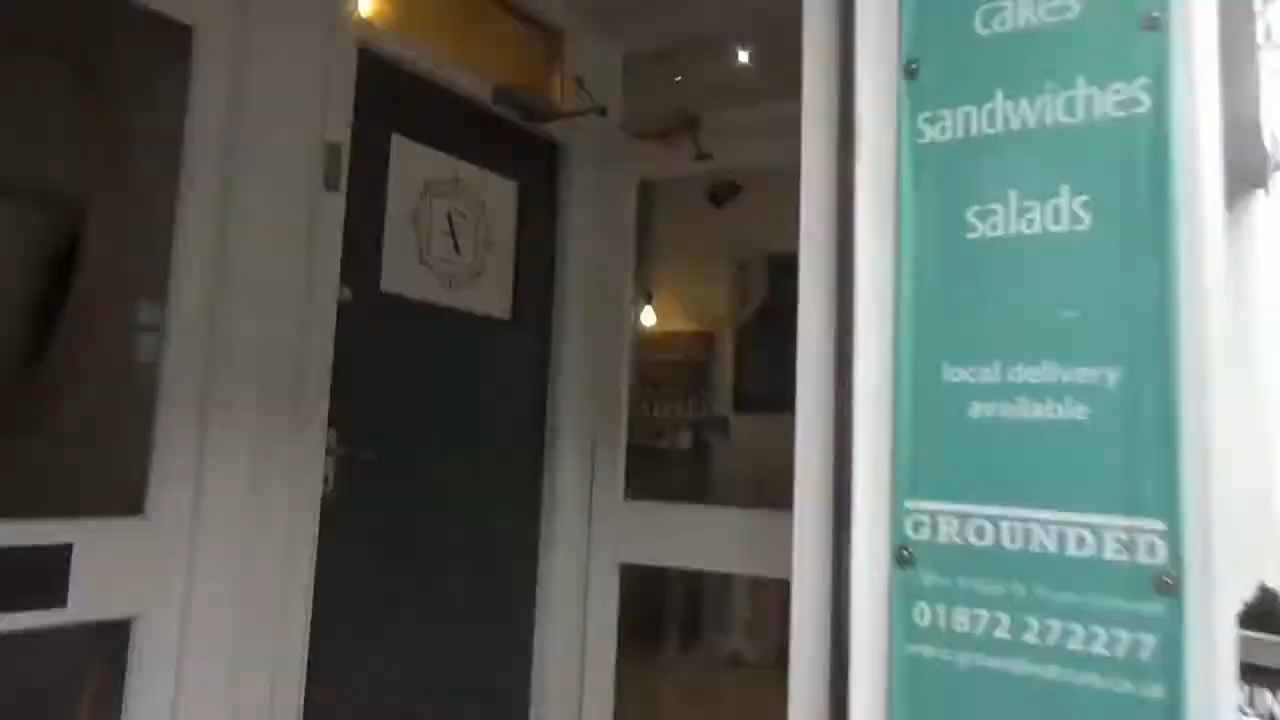 cakes
sandwiches
salads
local delivery
available
GROUNDED
01872 272277